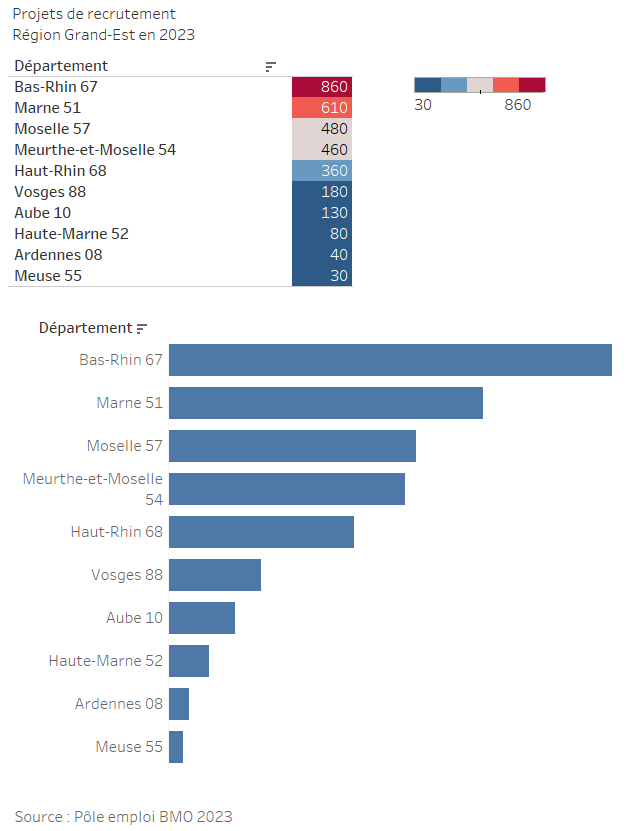 Projets de recrutement
Région Grand-Est en 2023
Département
Bas-Rhin 67 860
Marne 51 610
Moselle 57 480
Meurthe-et-Moselle 54 460
Haut-Rhin 68 360
Vosges 88 180
Aube 10 130
Haute-Marne 52 80
Ardennes 08 40
Meuse 55 30
30 860
Département
Bas-Rhin 67
Marne 51
Moselle 57
Meurthe-et-Moselle
54
Haut-Rhin 68
Vosges 88
Aube 10
Haute-Marne 52
Ardennes 08
Meuse 55
Source : Pôle emploi BMO 2023